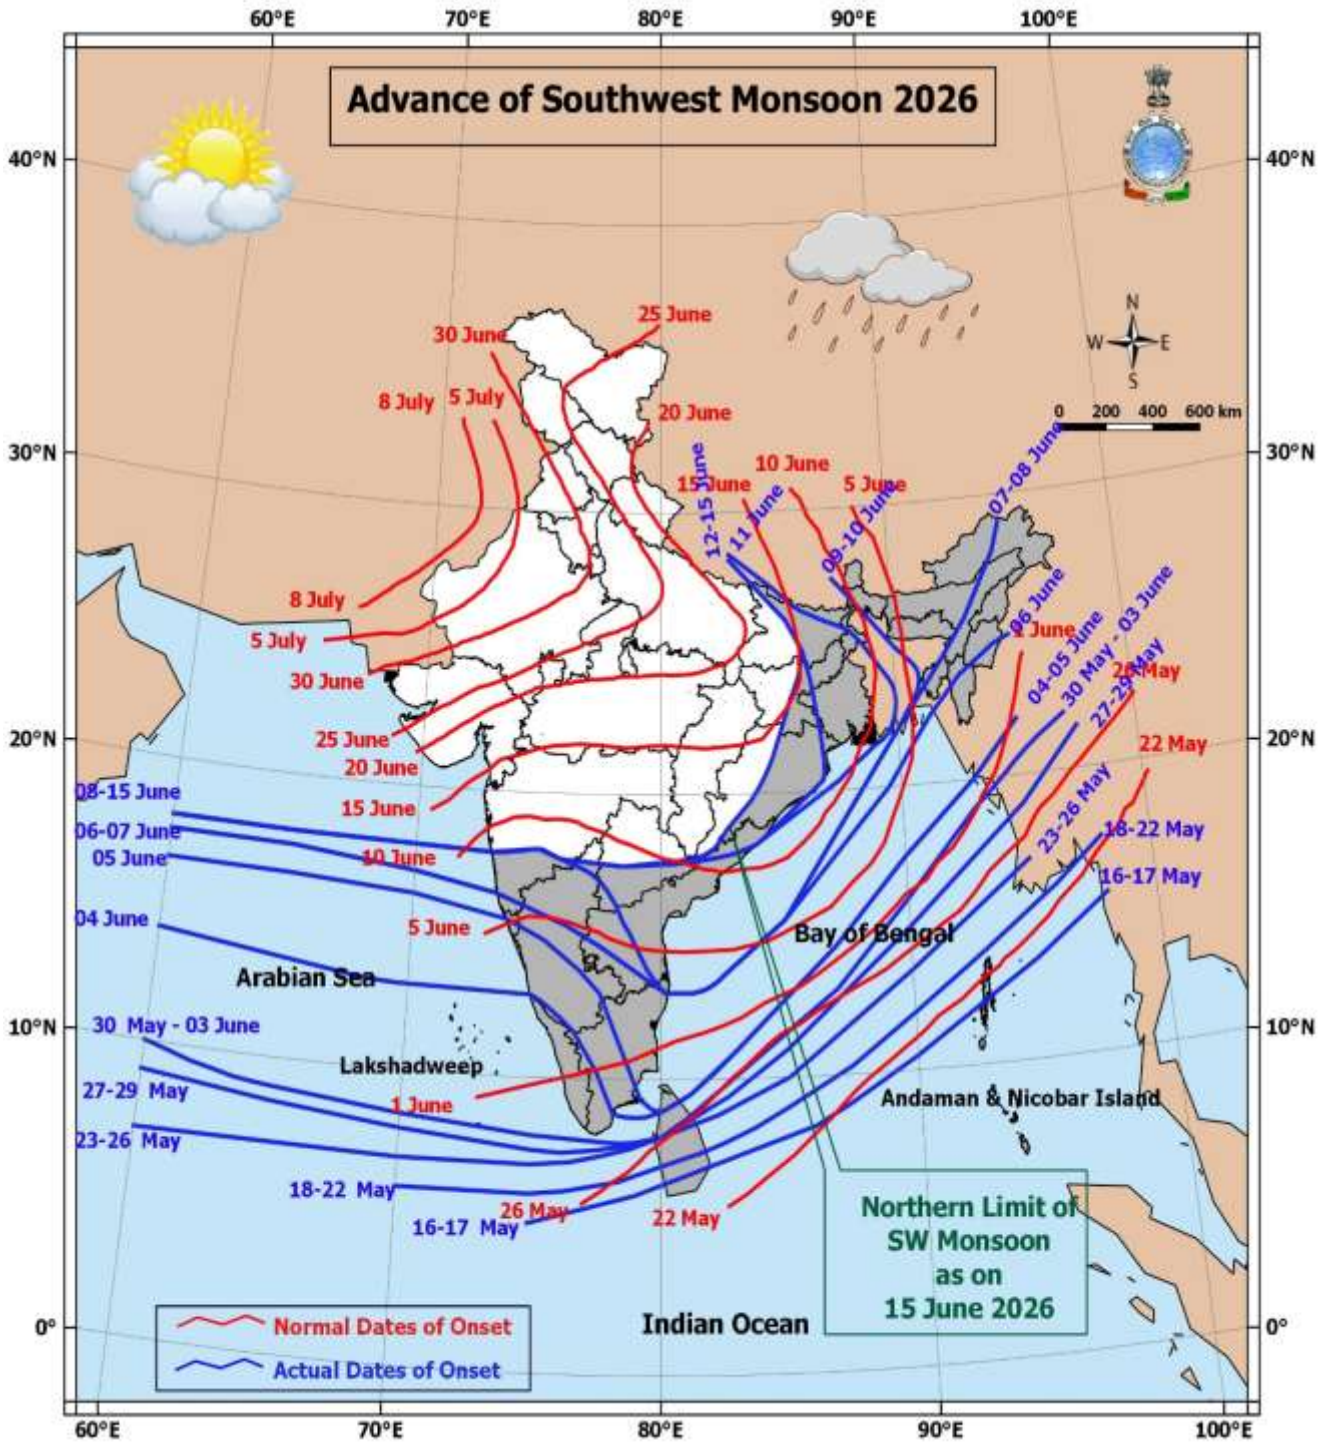 60°E 70°E 80°E 90°E 100°E
Advance of Southwest Monsoon 2026
40°N 40°N
N
W E
S
25 June
30 June
8 July 5 July
20 June
0 200 400 600 km
30°N 30°N
07-08 June
12-15 June
15 June
10 June
5 June
11 June
09-10 June
8 July
5 July
30 June
06 June
1 June
04-05 June
30 May - 03 June
27-29 May
26 May
22 May
20°N 20°N
25 June
20 June
15 June
10 June
08-15 June
06-07 June
05 June
04 June
23-26 May
18-22 May
16-17 May
5 June
Bay of Bengal
Arabian Sea
10°N 10°N
30 May - 03 June
Lakshadweep
27-29 May
1 June
Andaman & Nicobar Island
23-26 May
18-22 May
26 May
22 May
16-17 May
Northern Limit of
SW Monsoon
as on
15 June 2026
Indian Ocean
0° 0°
Normal Dates of Onset
Actual Dates of Onset
60°E 70°E 80°E 90°E 100°E